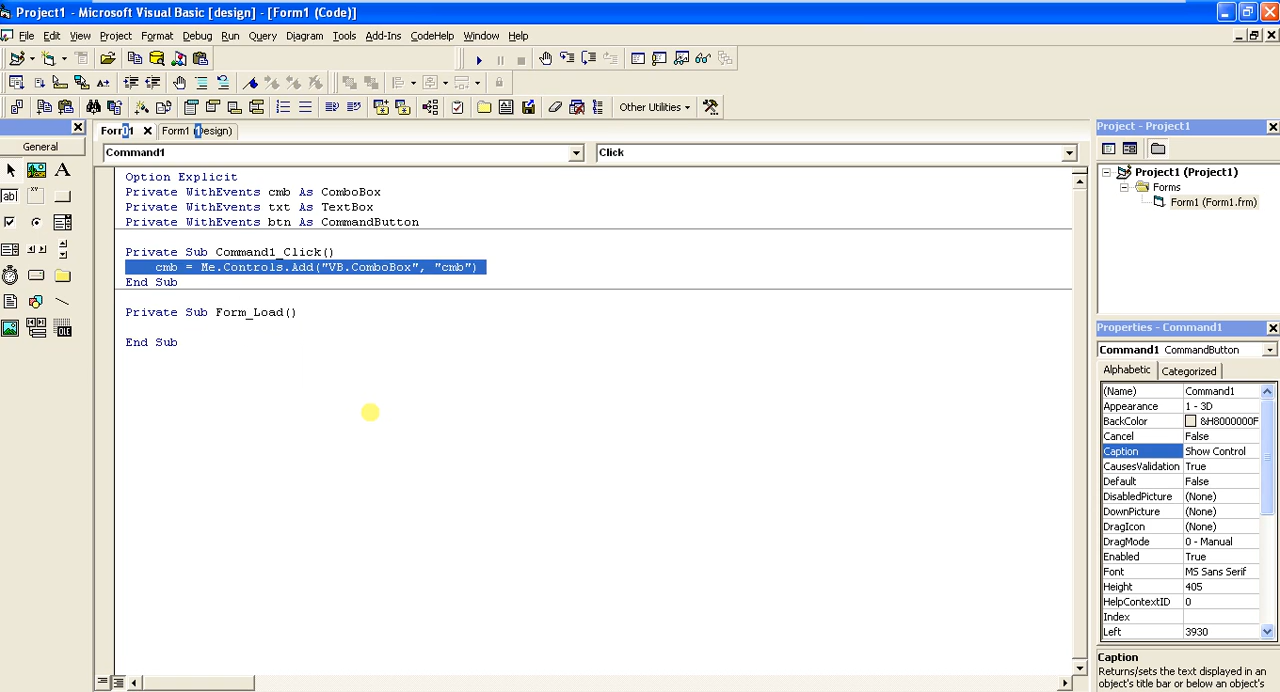 Project1 - Microsoft Visual Basic [design] - [Form1 (Code)]
File Edit View Project Format Debug Run Query Diagram Tools Add-Ins CodeHelp Window Help
Other Utilities
Form1 Form1 (Design)
General
Command1 Click
Option Explicit
Private WithEvents cmb As ComboBox
Private WithEvents txt As TextBox
Private WithEvents btn As CommandButton
Private Sub Command1_Click()
cmb = Me.Controls.Add("VB.ComboBox", "cmb")
End Sub
Private Sub Form_Load()
End Sub
Project - Project1
Project1 (Project1)
Forms
Form1 (Form1.frm)
Properties - Command1
Command1 CommandButton
Alphabetic Categorized
(Name) Command1
Appearance 1 - 3D
BackColor &H8000000F
Cancel False
Caption Show Control
CausesValidation True
Default False
DisabledPicture (None)
DownPicture (None)
DragIcon (None)
DragMode 0 - Manual
Enabled True
Font MS Sans Serif
Height 405
HelpContextID 0
Index
Left 3930
Caption
Returns/sets the text displayed in an
object's title bar or below an object's